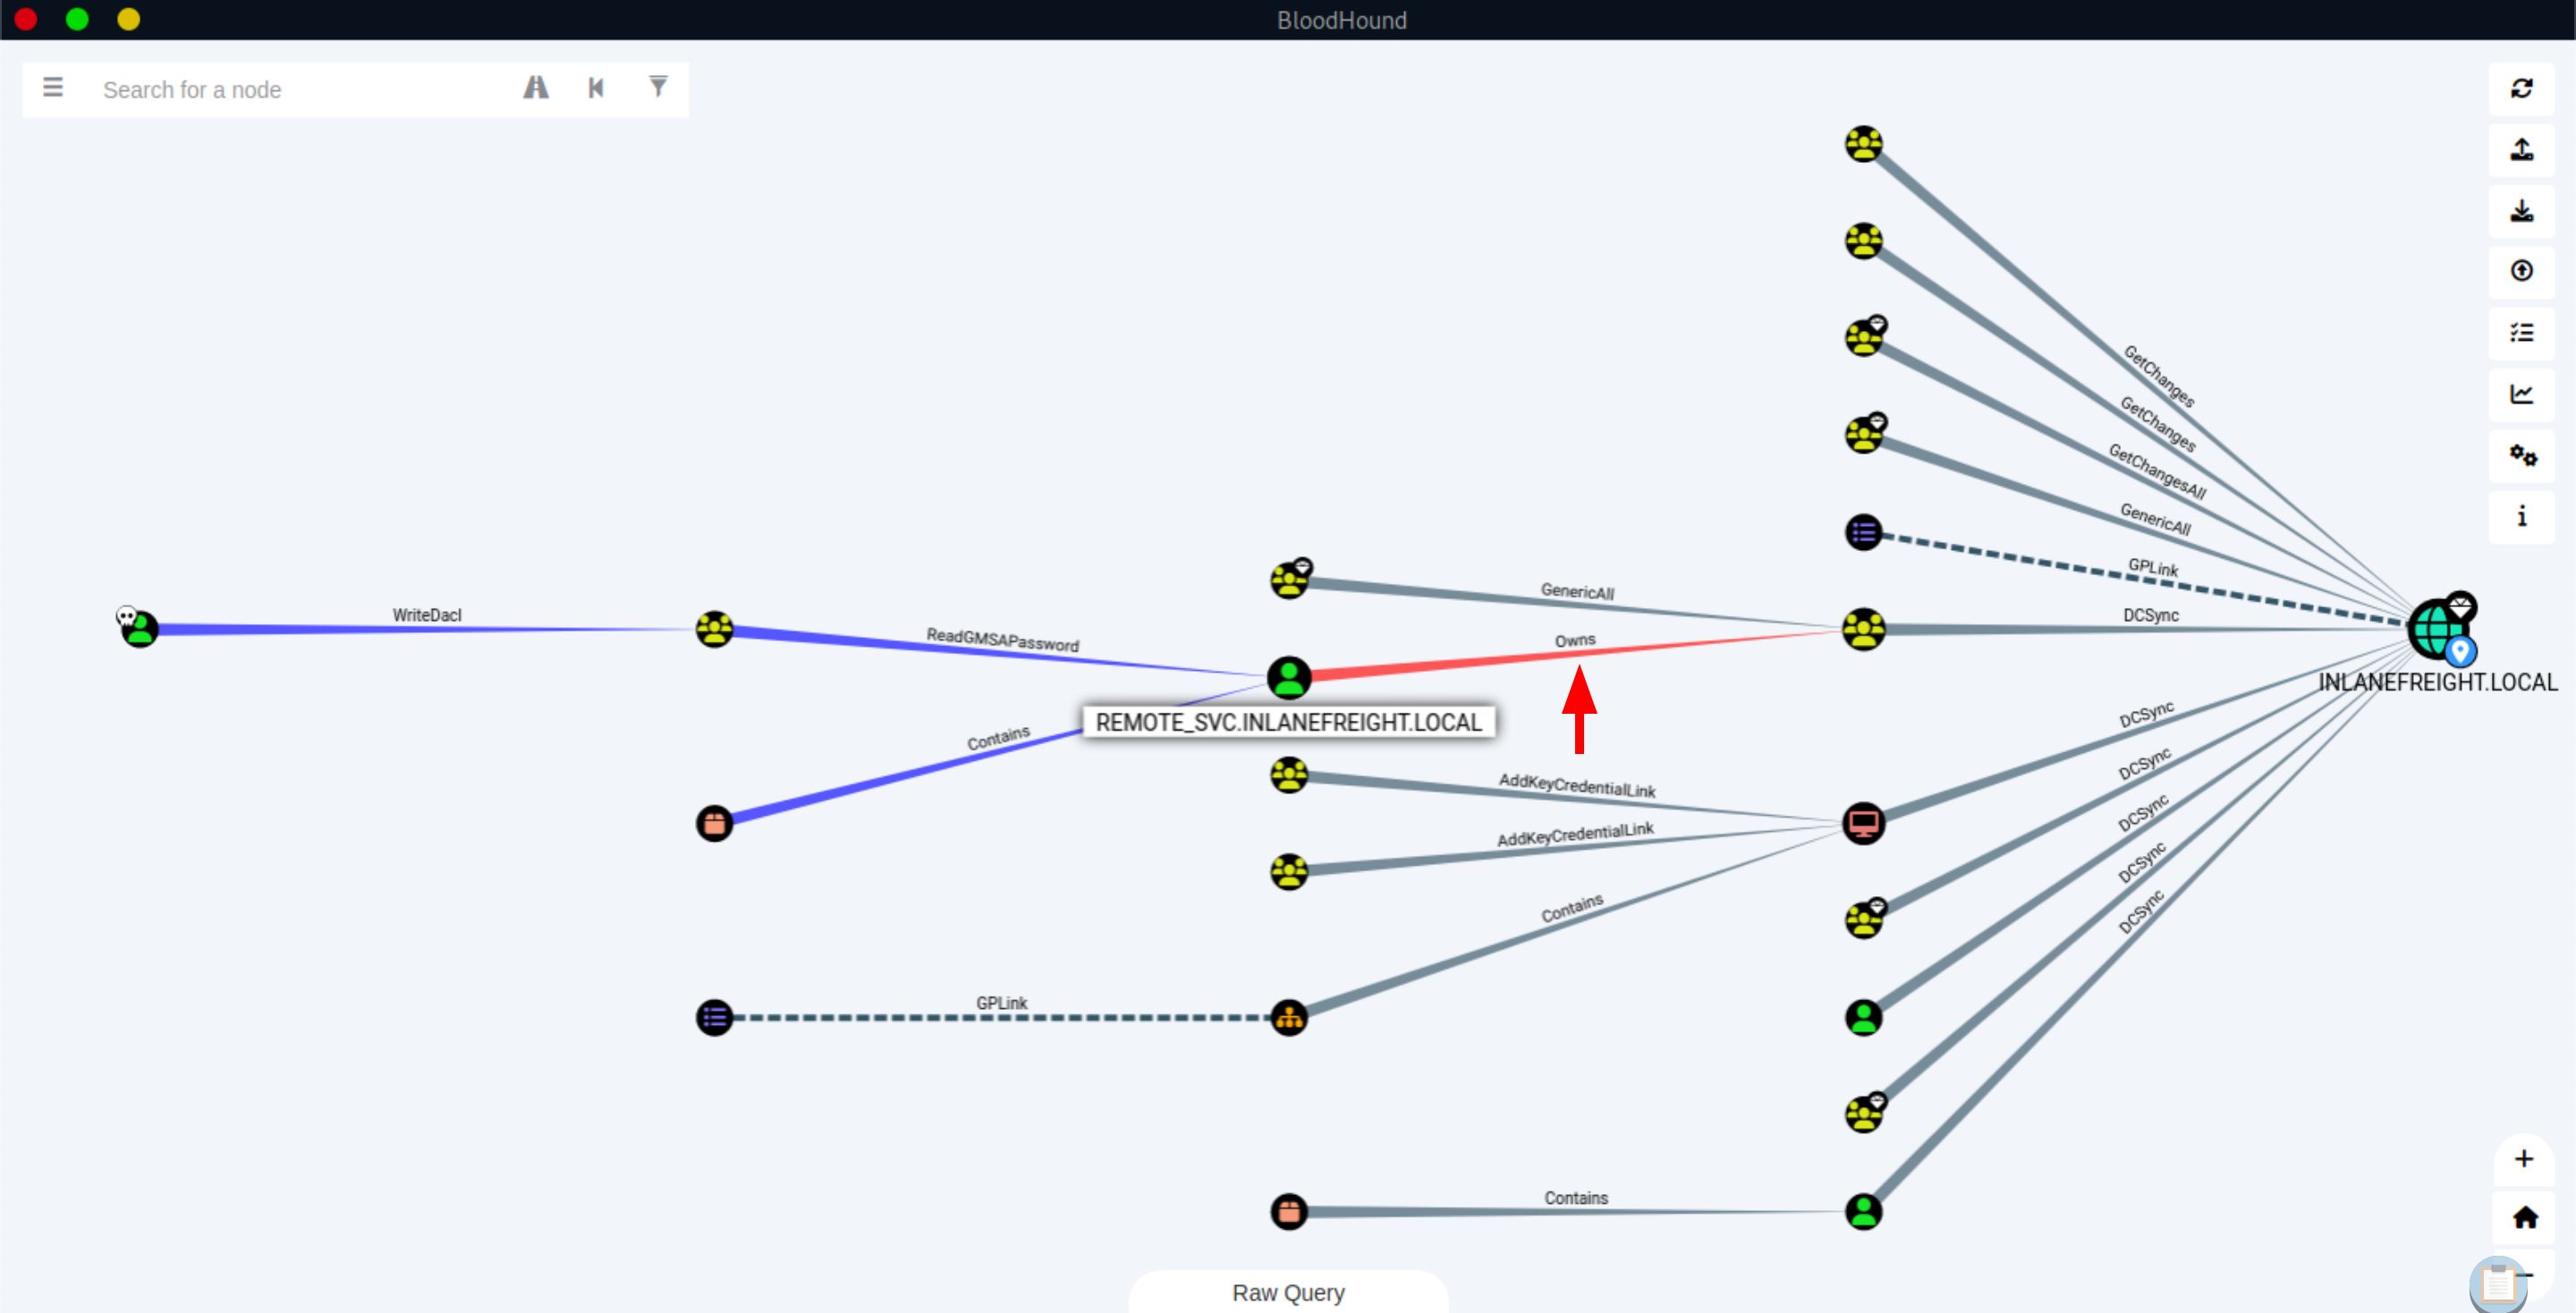 BloodHound
Search for a node
GetChanges
GetChanges
GetChangesAll
GenericAll
GPLink
GenericAll
WriteDacl
DCSync
ReadGMSAPassword
Owns
INLANEFREIGHT.LOCAL
REMOTE_SVC.INLANEFREIGHT.LOCAL
DCSync
Contains
DCSync
AddKeyCredentialLink
DCSync
AddKeyCredentialLink
DCSync
Contains
DCSync
GPLink
Contains
Raw Query